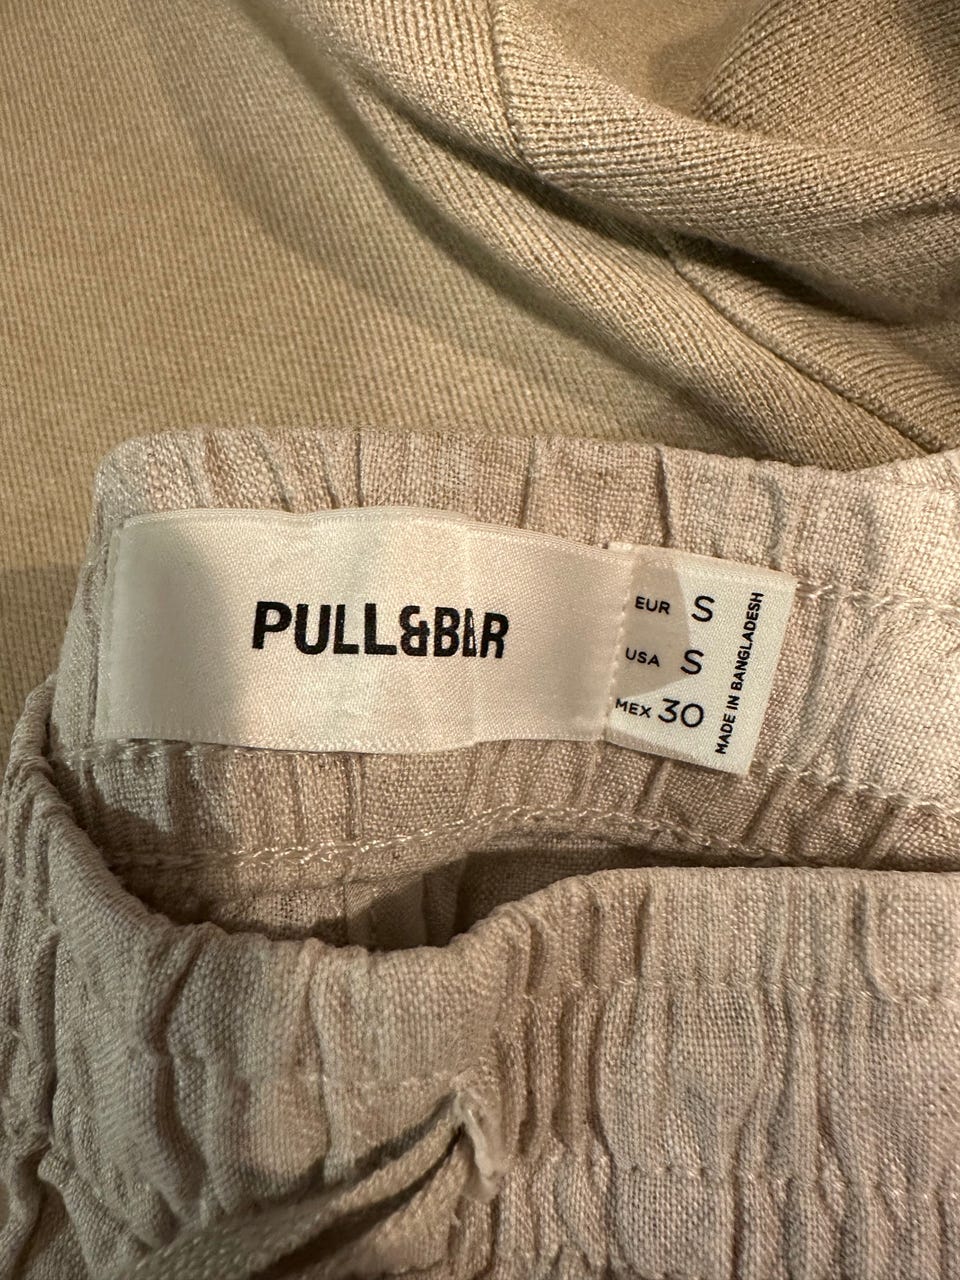 PULL&BEAR
EUR S
USA S
MEX 30
MADE IN BANGLADESH